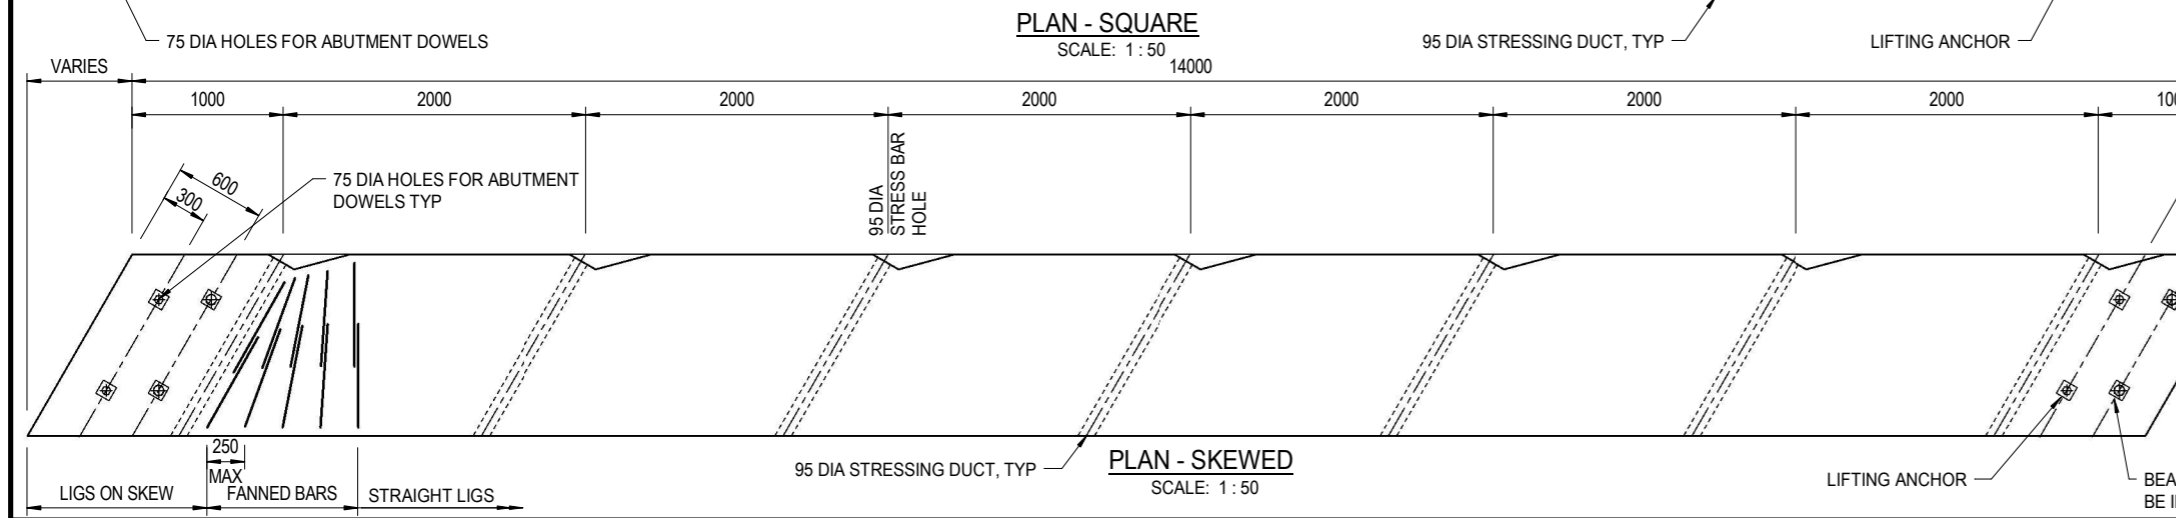 PLAN - SQUARE
SCALE: 1 : 50
75 DIA HOLES FOR ABUTMENT DOWELS
95 DIA STRESSING DUCT, TYP
LIFTING ANCHOR
VARIES
14000
1000
2000
2000
2000
2000
2000
2000
600
300
75 DIA HOLES FOR ABUTMENT
DOWELS TYP
95 DIA
STRESS BAR
HOLE
250
MAX
LIGS ON SKEW
FANNED BARS
STRAIGHT LIGS
95 DIA STRESSING DUCT, TYP
PLAN - SKEWED
SCALE: 1 : 50
LIFTING ANCHOR